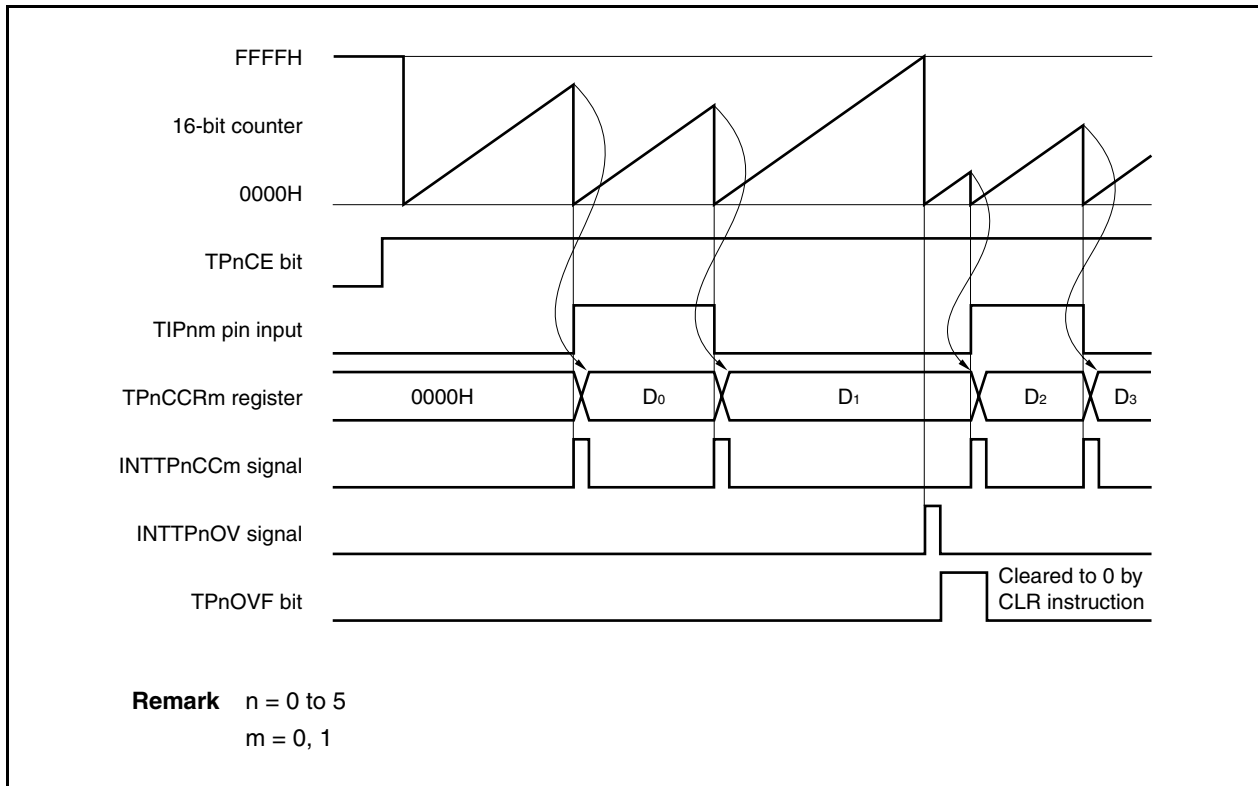 FFFFH
16-bit counter
0000H
TPnCE bit
TIPnm pin input
TPnCCRm register
0000H
D0
D1
D2
D3
INTTPnCCm signal
INTTPnOV signal
TPnOVF bit
Cleared to 0 by
CLR instruction
Remark n = 0 to 5
m = 0, 1